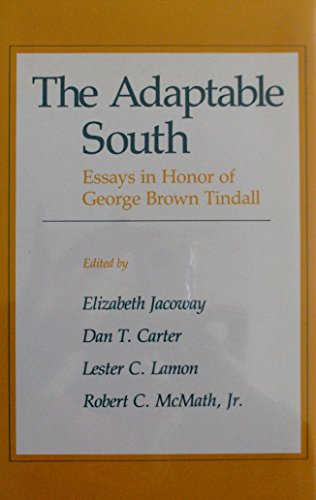 The Adaptable
South
Essays in Honor of
George Brown Tindall
Edited by
Elizabeth Jacoway
Dan T. Carter
Lester C. Lamon
Robert C. McMath, Jr.